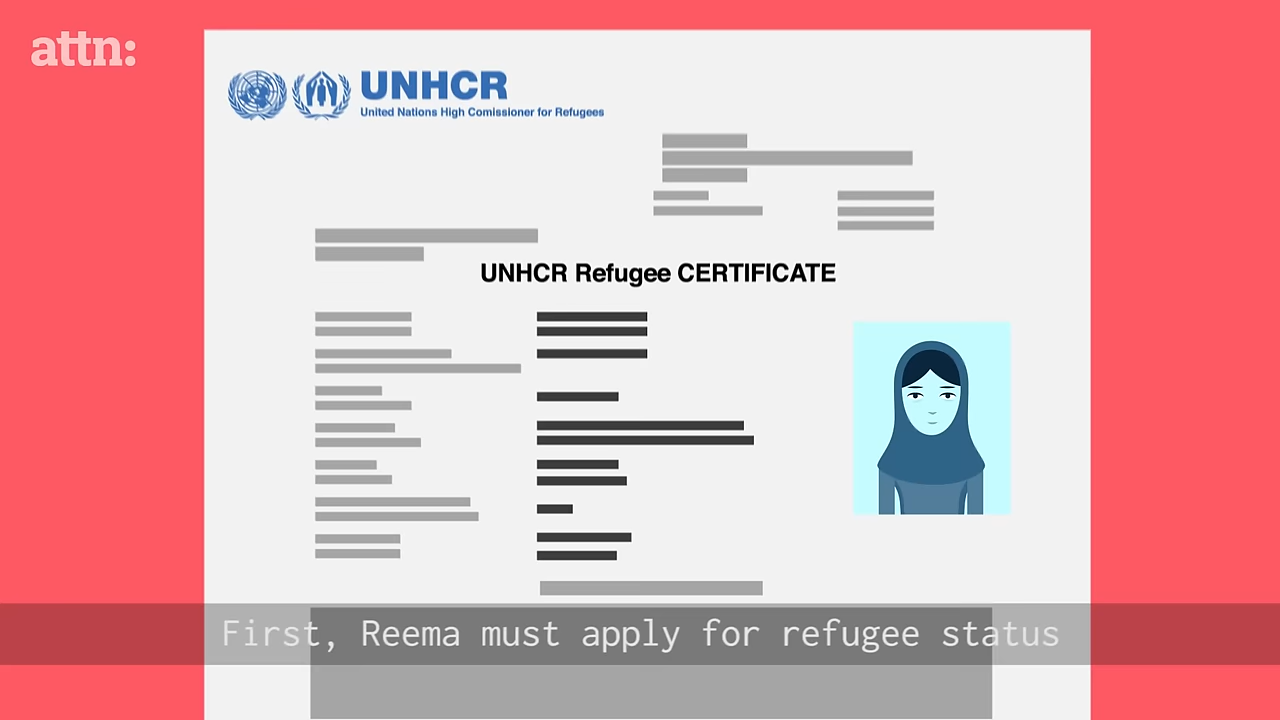 attn:
UNHCR
United Nations High Comissioner for Refugees
UNHCR Refugee CERTIFICATE
First, Reema must apply for refugee status